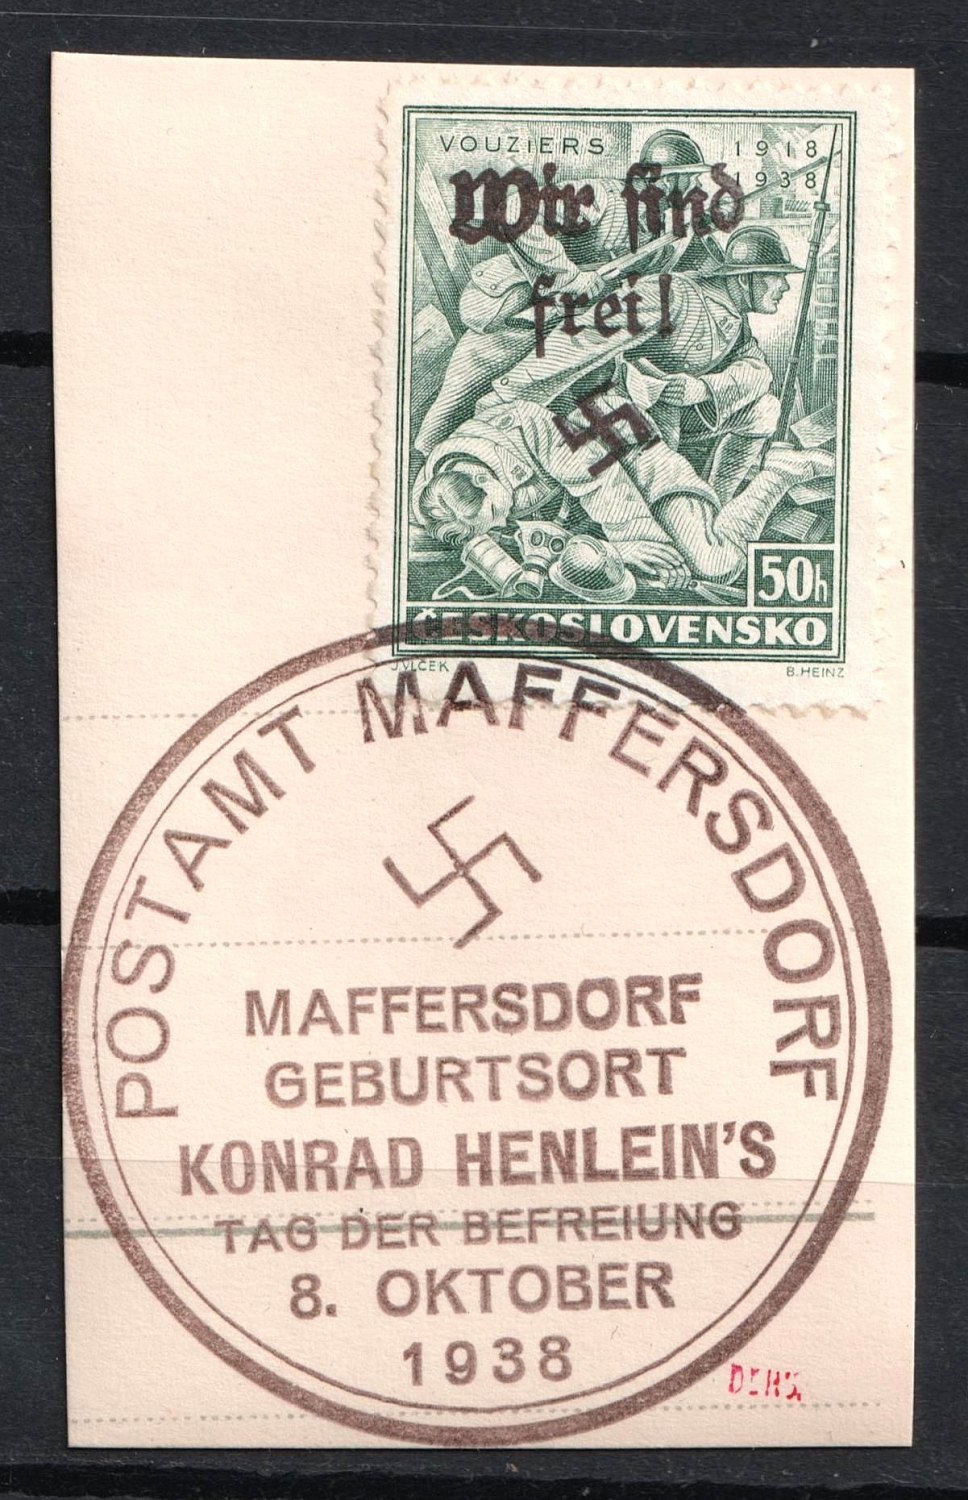 VOUZIERS 1918
1938
Wir sind
frei!
50h
ČESKOSLOVENSKO
J.VLČEK B.HEINZ
POSTAMT MAFFERSDORF
MAFFERSDORF
GEBURTSORT
KONRAD HENLEIN'S
TAG DER BEFREIUNG
8. OKTOBER
1938